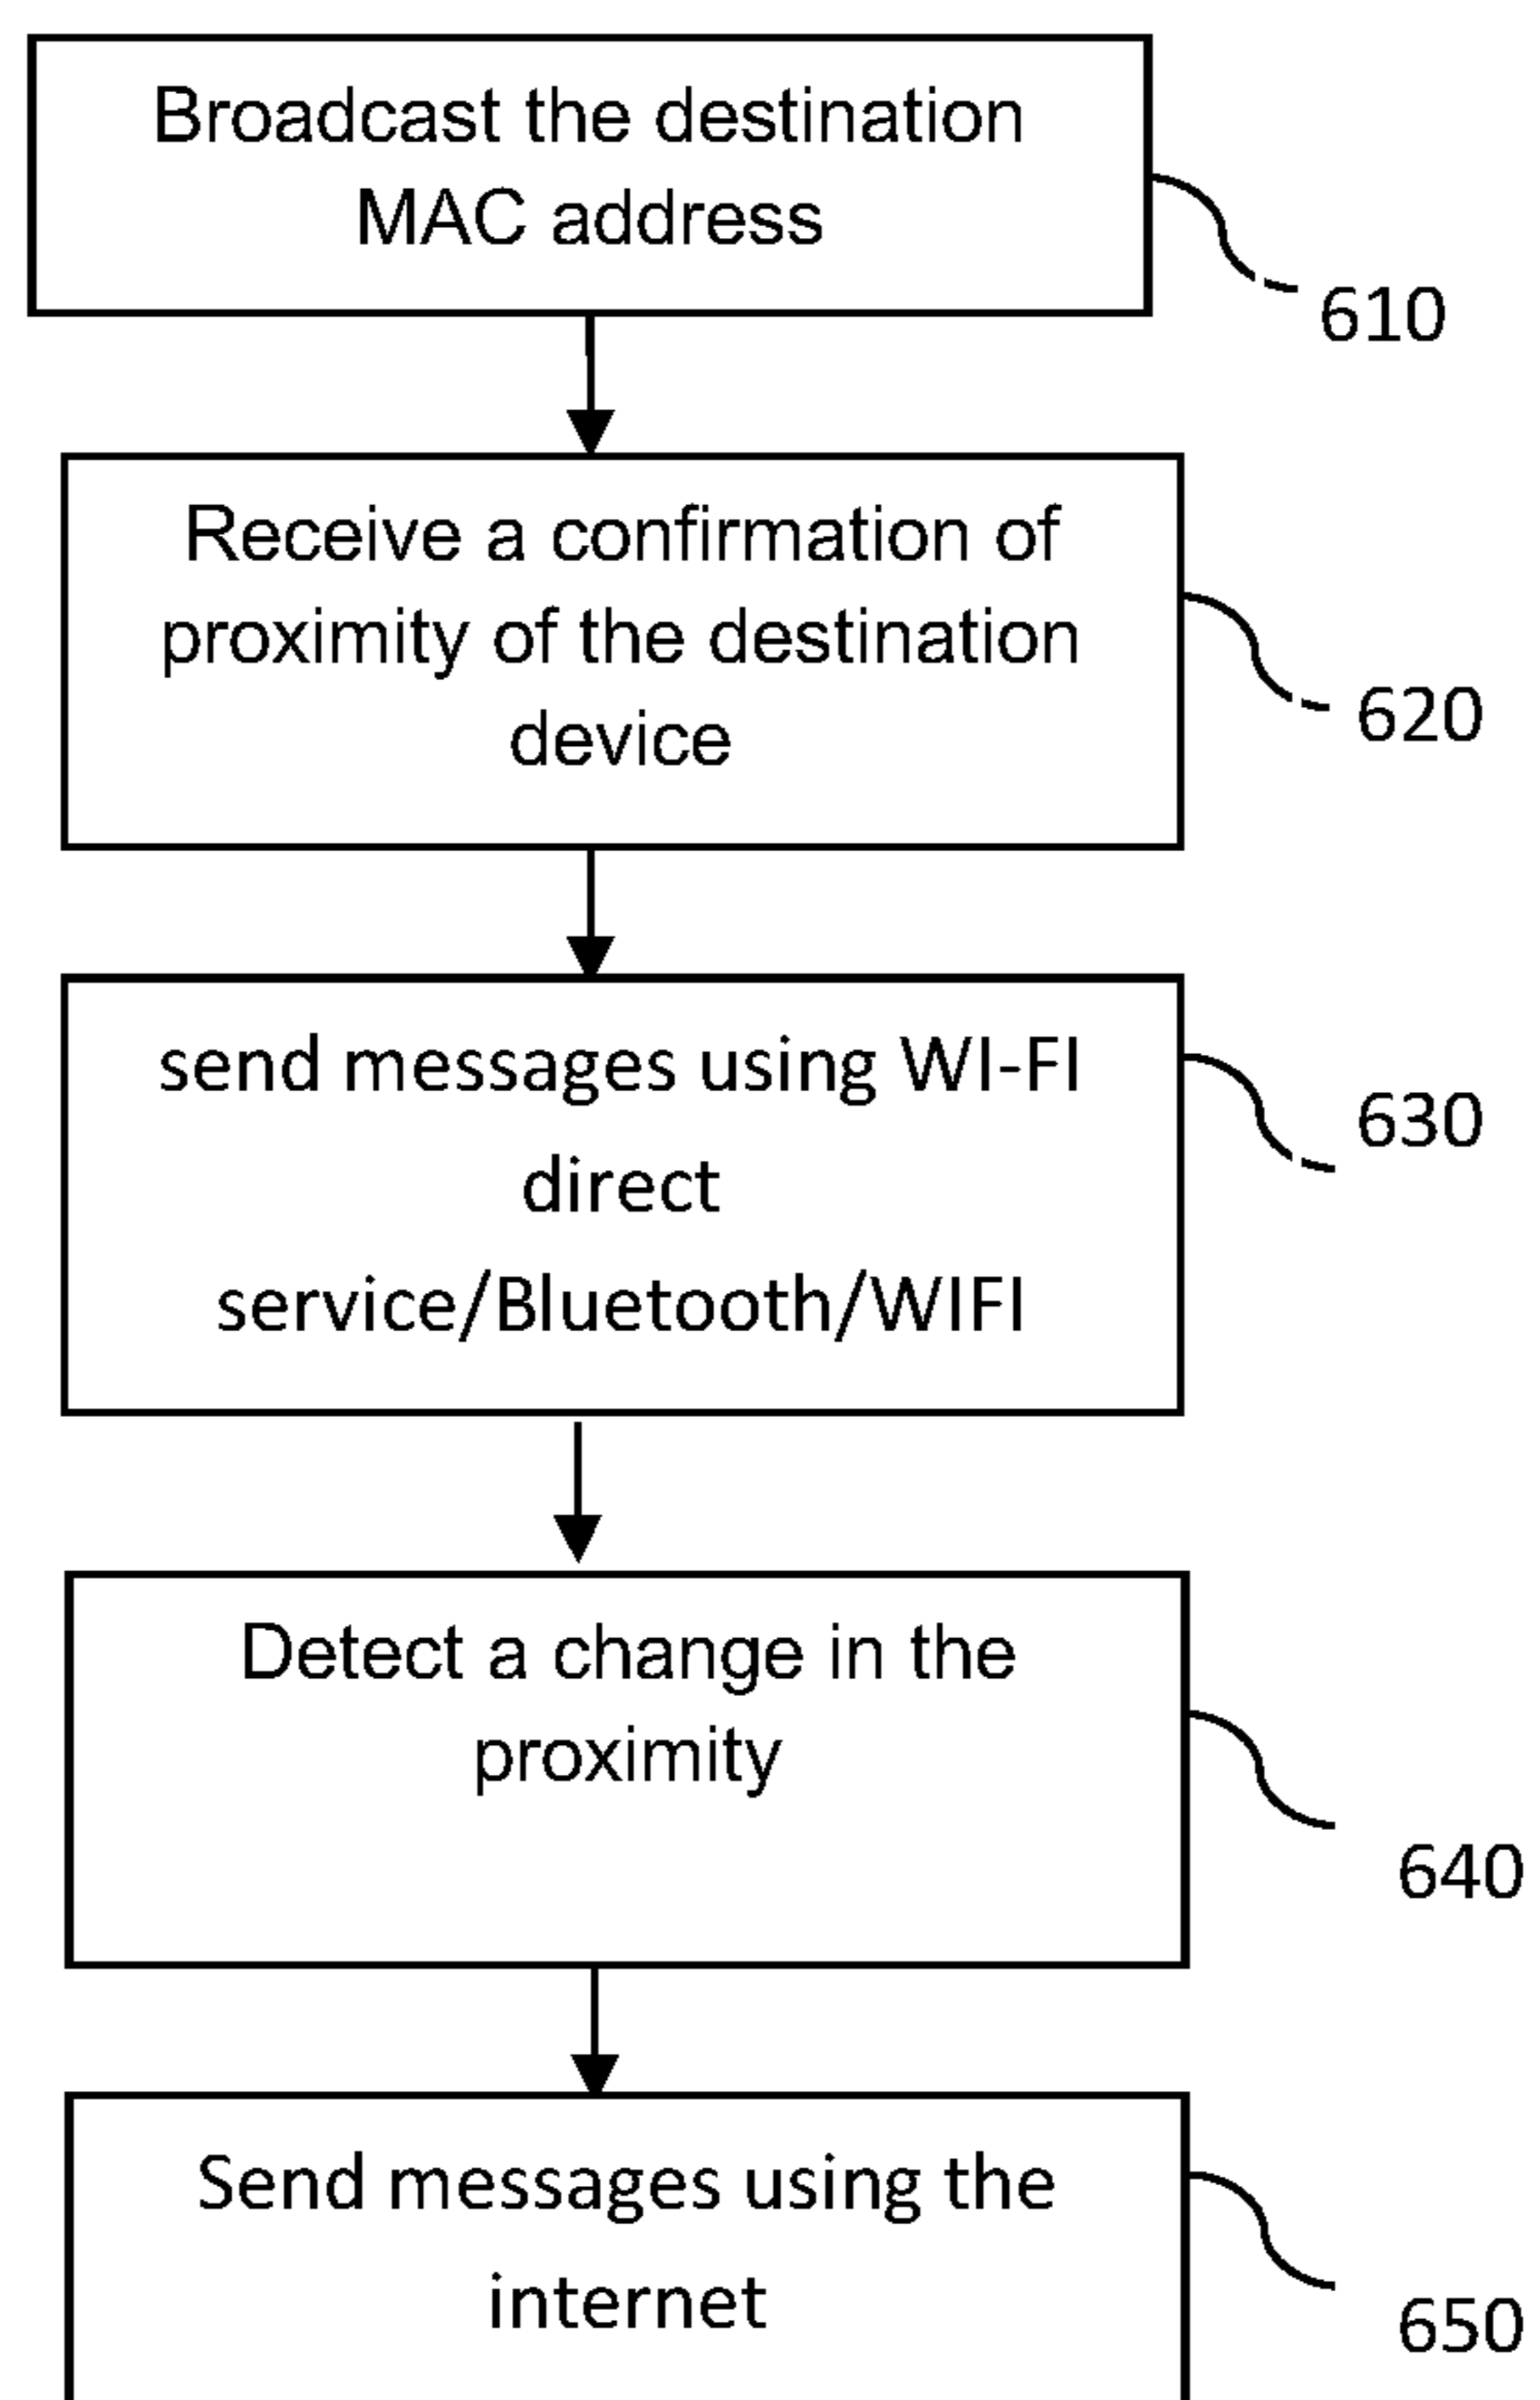 Broadcast the destination
MAC address
610
Receive a confirmation of
proximity of the destination
device
620
send messages using WI-FI
direct
service/Bluetooth/WIFI
630
Detect a change in the
proximity
640
Send messages using the
internet
650